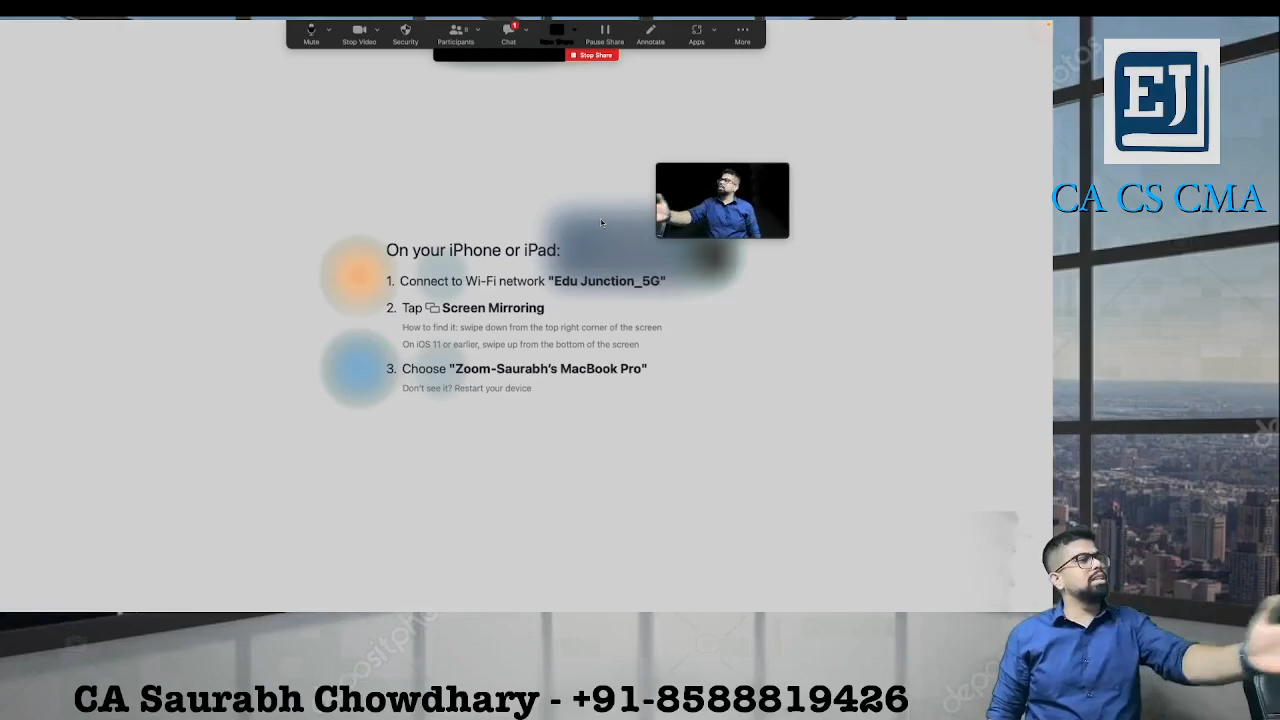 Mute
Stop Video
Security
Participants
8
Chat
1
Pause Share
Annotate
Apps
More
Stop Share
EJ
CA CS CMA
On your iPhone or iPad:
1. Connect to Wi-Fi network "Edu Junction_5G"
2. Tap Screen Mirroring
How to find it: swipe down from the top right corner of the screen
On iOS 11 or earlier, swipe up from the bottom of the screen
3. Choose "Zoom-Saurabh's MacBook Pro"
Don't see it? Restart your device
CA Saurabh Chowdhary - +91-8588819426